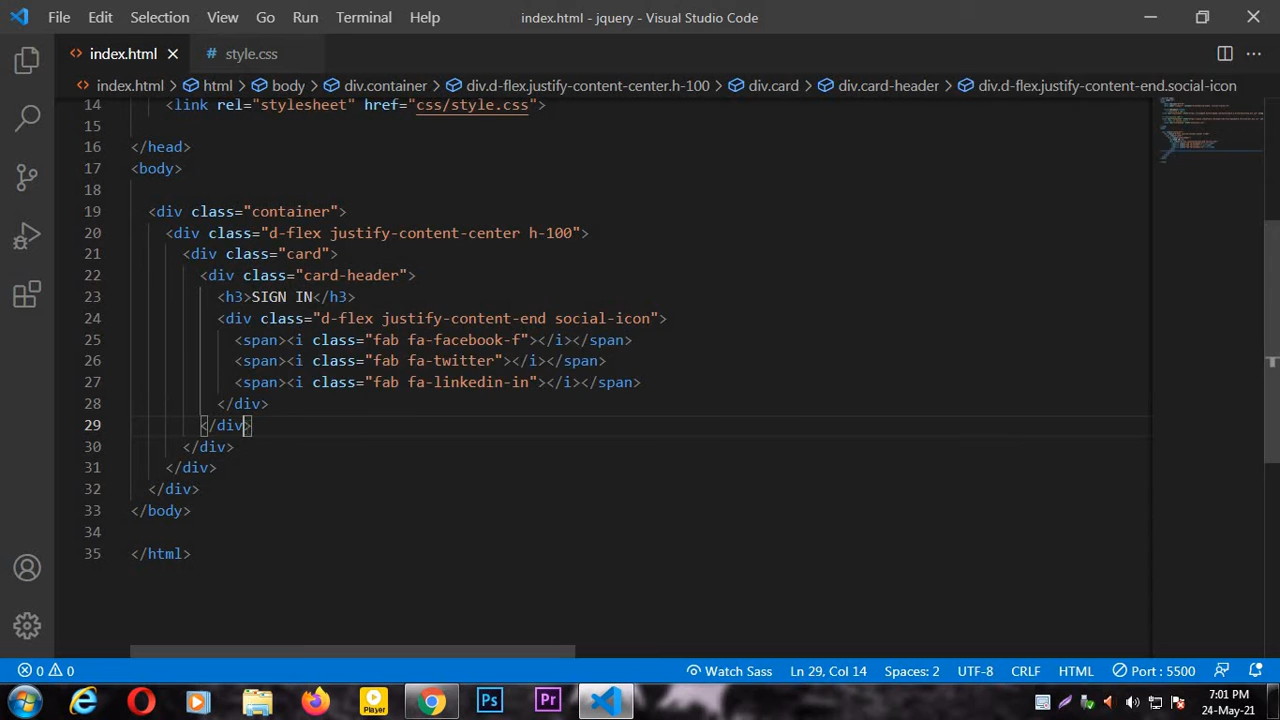 File Edit Selection View Go Run Terminal Help index.html - jquery - Visual Studio Code
index.html style.css
index.html > html > body > div.container > div.d-flex.justify-content-center.h-100 > div.card > div.card-header > div.d-flex.justify-content-end.social-icon
14 <link rel="stylesheet" href="css/style.css">
15
16 </head>
17 <body>
18
19 <div class="container">
20 <div class="d-flex justify-content-center h-100">
21 <div class="card">
22 <div class="card-header">
23 <h3>SIGN IN</h3>
24 <div class="d-flex justify-content-end social-icon">
25 <span><i class="fab fa-facebook-f"></i></span>
26 <span><i class="fab fa-twitter"></i></span>
27 <span><i class="fab fa-linkedin-in"></i></span>
28 </div>
29 </div>
30 </div>
31 </div>
32 </div>
33 </body>
34
35 </html>
0 0 Watch Sass Ln 29, Col 14 Spaces: 2 UTF-8 CRLF HTML Port : 5500
Player Ps Pr 7:01 PM
24-May-21